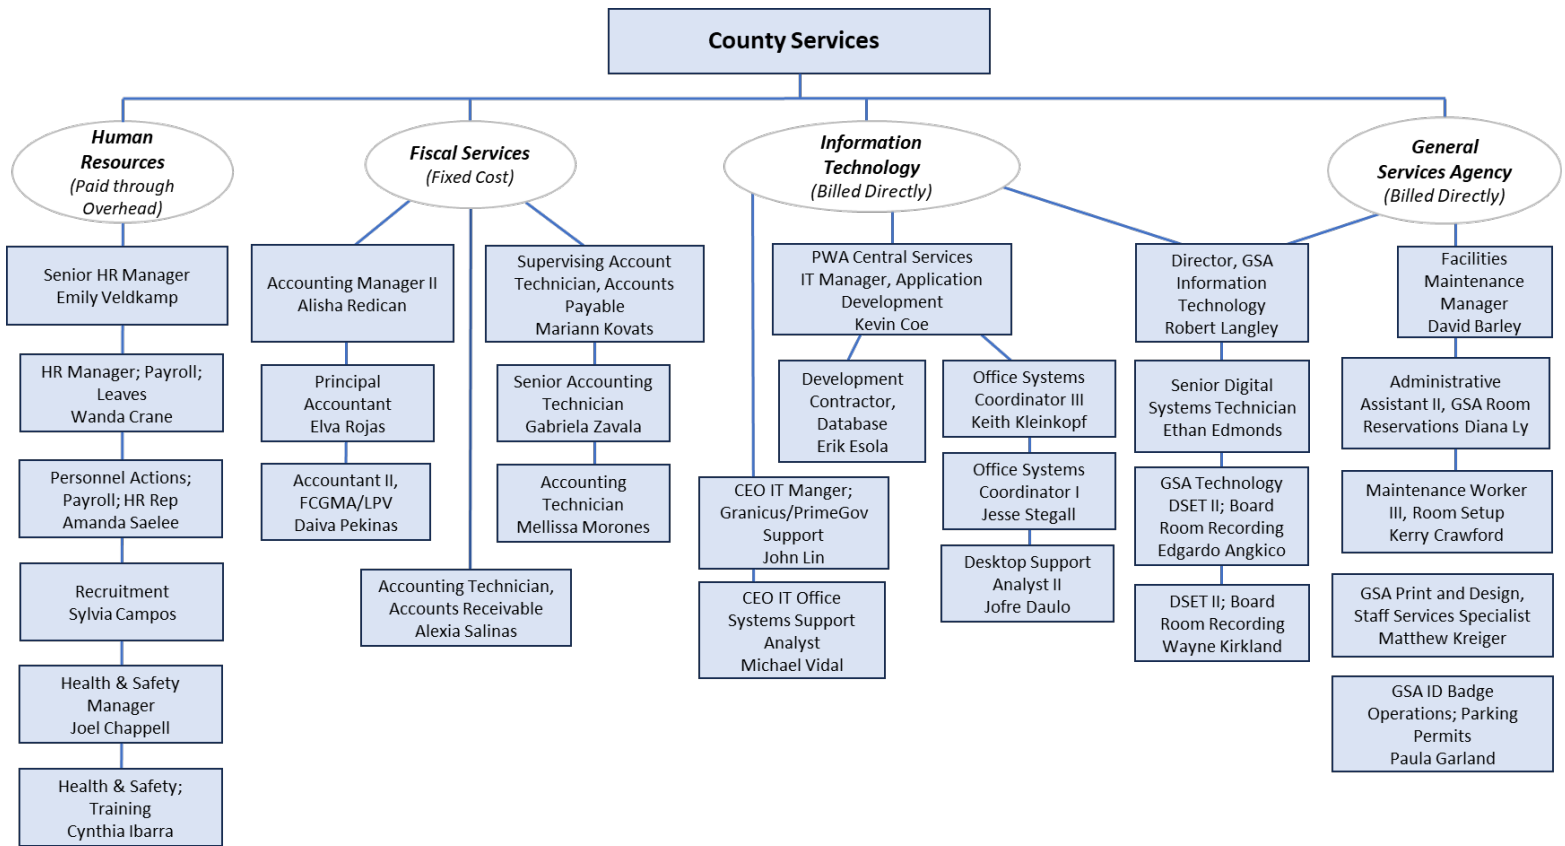 County Services
Human
Resources
(Paid through
Overhead)
Senior HR Manager
Emily Veldkamp
HR Manager; Payroll;
Leaves
Wanda Crane
Personnel Actions;
Payroll; HR Rep
Amanda Saelee
Recruitment
Sylvia Campos
Health & Safety
Manager
Joel Chappell
Health & Safety;
Training
Cynthia Ibarra
Fiscal Services
(Fixed Cost)
Accounting Manager II
Alisha Redican
Principal
Accountant
Elva Rojas
Accountant II,
FCGMA/LPV
Daiva Pekinas
Supervising Account
Technician, Accounts
Payable
Mariann Kovats
Senior Accounting
Technician
Gabriela Zavala
Accounting
Technician
Mellissa Morones
Accounting Technician,
Accounts Receivable
Alexia Salinas
Information
Technology
(Billed Directly)
PWA Central Services
IT Manager, Application
Development
Kevin Coe
Development
Contractor,
Database
Erik Esola
Office Systems
Coordinator III
Keith Kleinkopf
Office Systems
Coordinator I
Jesse Stegall
Desktop Support
Analyst II
Jofre Daulo
CEO IT Manger;
Granicus/PrimeGov
Support
John Lin
CEO IT Office
Systems Support
Analyst
Michael Vidal
General
Services Agency
(Billed Directly)
Director, GSA
Information
Technology
Robert Langley
Senior Digital
Systems Technician
Ethan Edmonds
GSA Technology
DSET II; Board
Room Recording
Edgardo Angkico
DSET II; Board
Room Recording
Wayne Kirkland
Facilities
Maintenance
Manager
David Barley
Administrative
Assistant II, GSA Room
Reservations Diana Ly
Maintenance Worker
III, Room Setup
Kerry Crawford
GSA Print and Design,
Staff Services Specialist
Matthew Kreiger
GSA ID Badge
Operations; Parking
Permits
Paula Garland